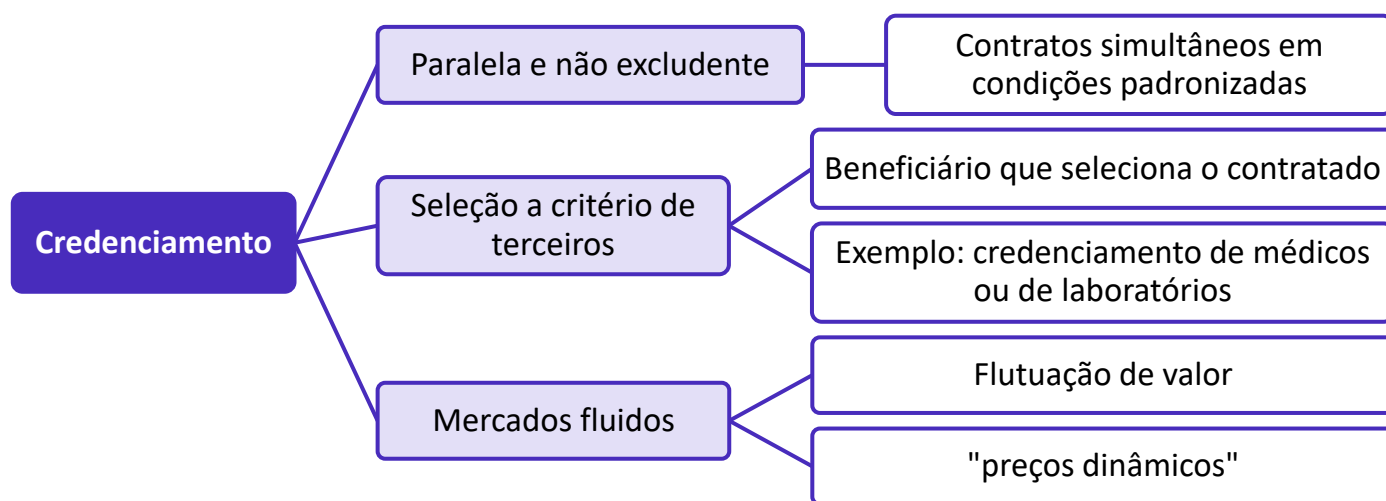 Credenciamento
Paralela e não excludente
Contratos simultâneos em
condições padronizadas
Seleção a critério de
terceiros
Beneficiário que seleciona o contratado
Exemplo: credenciamento de médicos
ou de laboratórios
Mercados fluidos
Flutuação de valor
"preços dinâmicos"